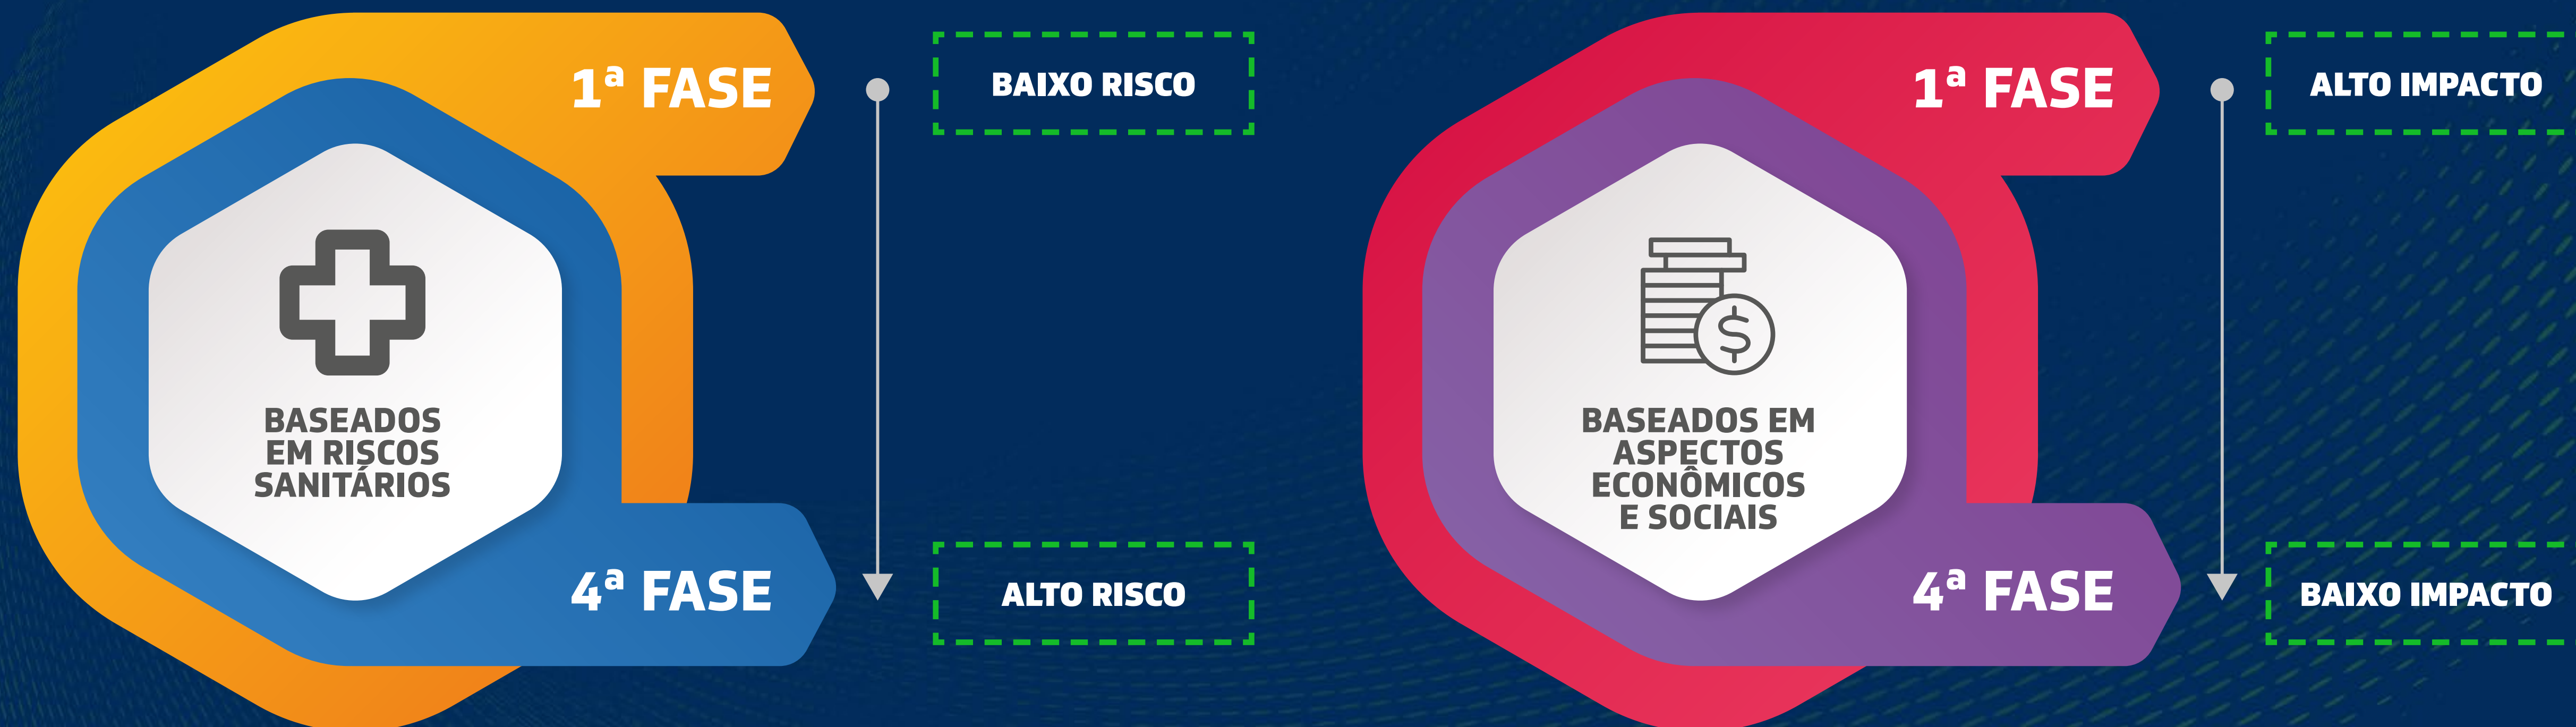 1ª FASE
BAIXO RISCO
BASEADOS
EM RISCOS
SANITÁRIOS
4ª FASE
ALTO RISCO
1ª FASE
ALTO IMPACTO
BASEADOS EM
ASPECTOS
ECONÔMICOS
E SOCIAIS
4ª FASE
BAIXO IMPACTO